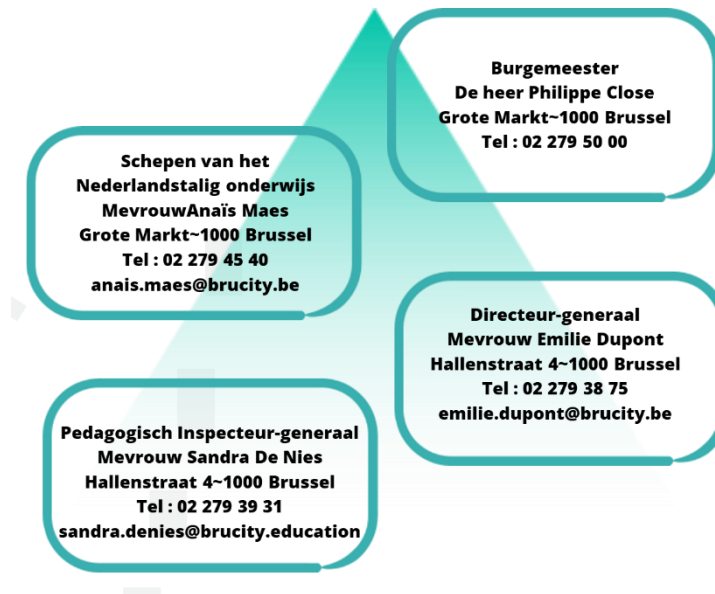 Burgemeester
De heer Philippe Close
Grote Markt~1000 Brussel
Tel : 02 279 50 00
Schepen van het
Nederlandstalig onderwijs
MevrouwAnaïs Maes
Grote Markt~1000 Brussel
Tel : 02 279 45 40
anais.maes@brucity.be
Directeur-generaal
Mevrouw Emilie Dupont
Hallenstraat 4~1000 Brussel
Tel : 02 279 38 75
emilie.dupont@brucity.be
Pedagogisch Inspecteur-generaal
Mevrouw Sandra De Nies
Hallenstraat 4~1000 Brussel
Tel : 02 279 39 31
sandra.denies@brucity.education